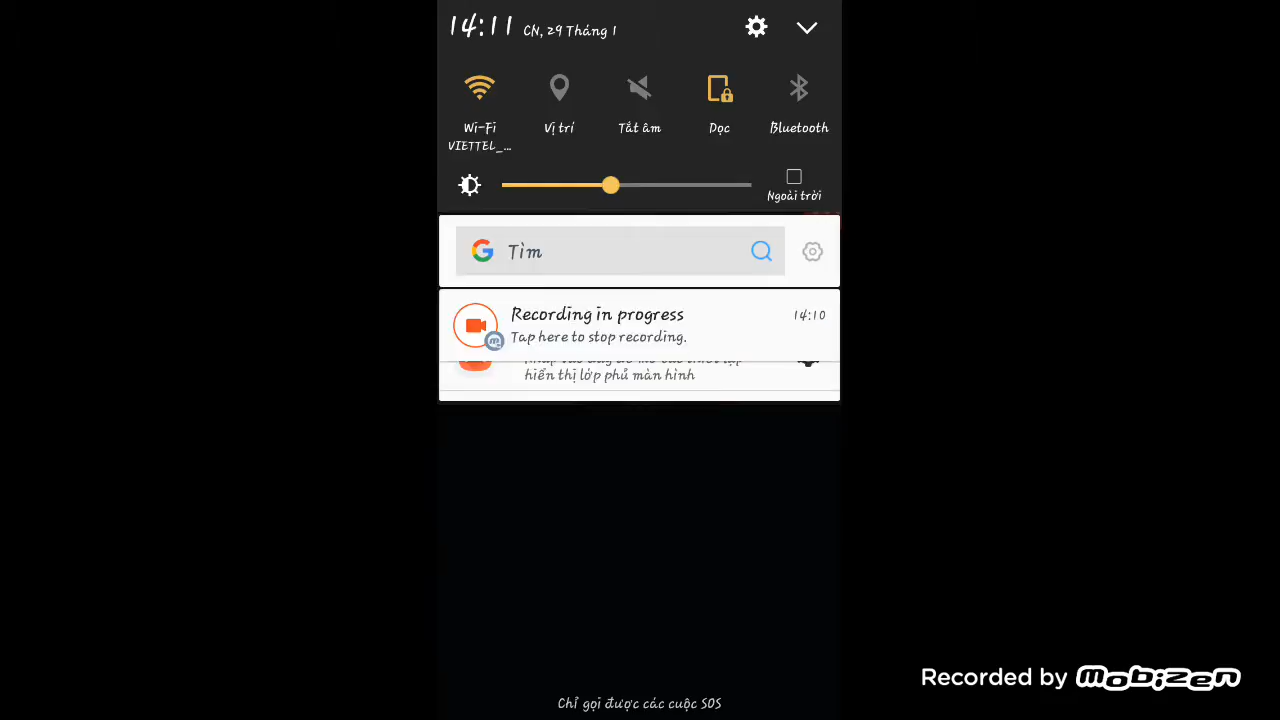 14:11 CN, 29 Tháng 1
Wi-Fi Vị trí Tắt âm Dọc Bluetooth
VIETTEL_...
Ngoài trời
Tìm
Recording in progress 14:10
Tap here to stop recording.
hiển thị lớp phủ màn hình
Chỉ gọi được các cuộc SOS
Recorded by mobizen